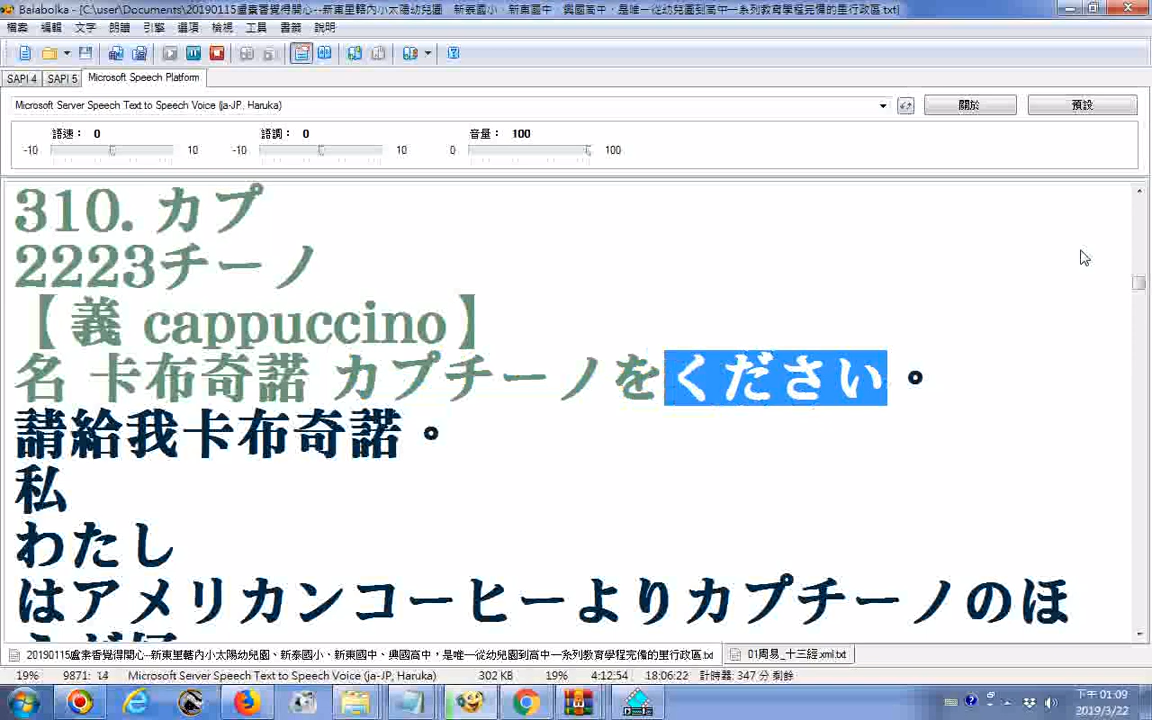 Balabolka - [C:\user\Documents\20190115盧素香覺得開心--新東里轄內小太陽幼兒園 新泰國小、新東國中、興國高中，是唯一從幼兒園到高中一系列教育學程完備的里行政區.txt]
檔案 編輯 文字 朗讀 引擎 選項 檢視 工具 書籤 說明
SAPI 4 SAPI 5 Microsoft Speech Platform
Microsoft Server Speech Text to Speech Voice (ja-JP, Haruka) 關於 預設
語速： 0 語調： 0 音量： 100
-10 10 -10 10 0 100
310. カプ
2223チーノ
【義 cappuccino】
名 卡布奇諾 カプチーノをください。
請給我卡布奇諾。
私
わたし
はアメリカンコーヒーよりカプチーノのほ
20190115盧素香覺得開心--新東里轄內小太陽幼兒園、新泰國小、新東國中、興國高中，是唯一從幼兒園到高中一系列教育學程完備的里行政區.txt 01周易_十三經.xml.txt
19% 9871: 14 Microsoft Server Speech Text to Speech Voice (ja-JP, Haruka) 302 KB 19% 4:12:54 18:06:22 計時器: 347 分 剩餘
下午 01:09
2019/3/22